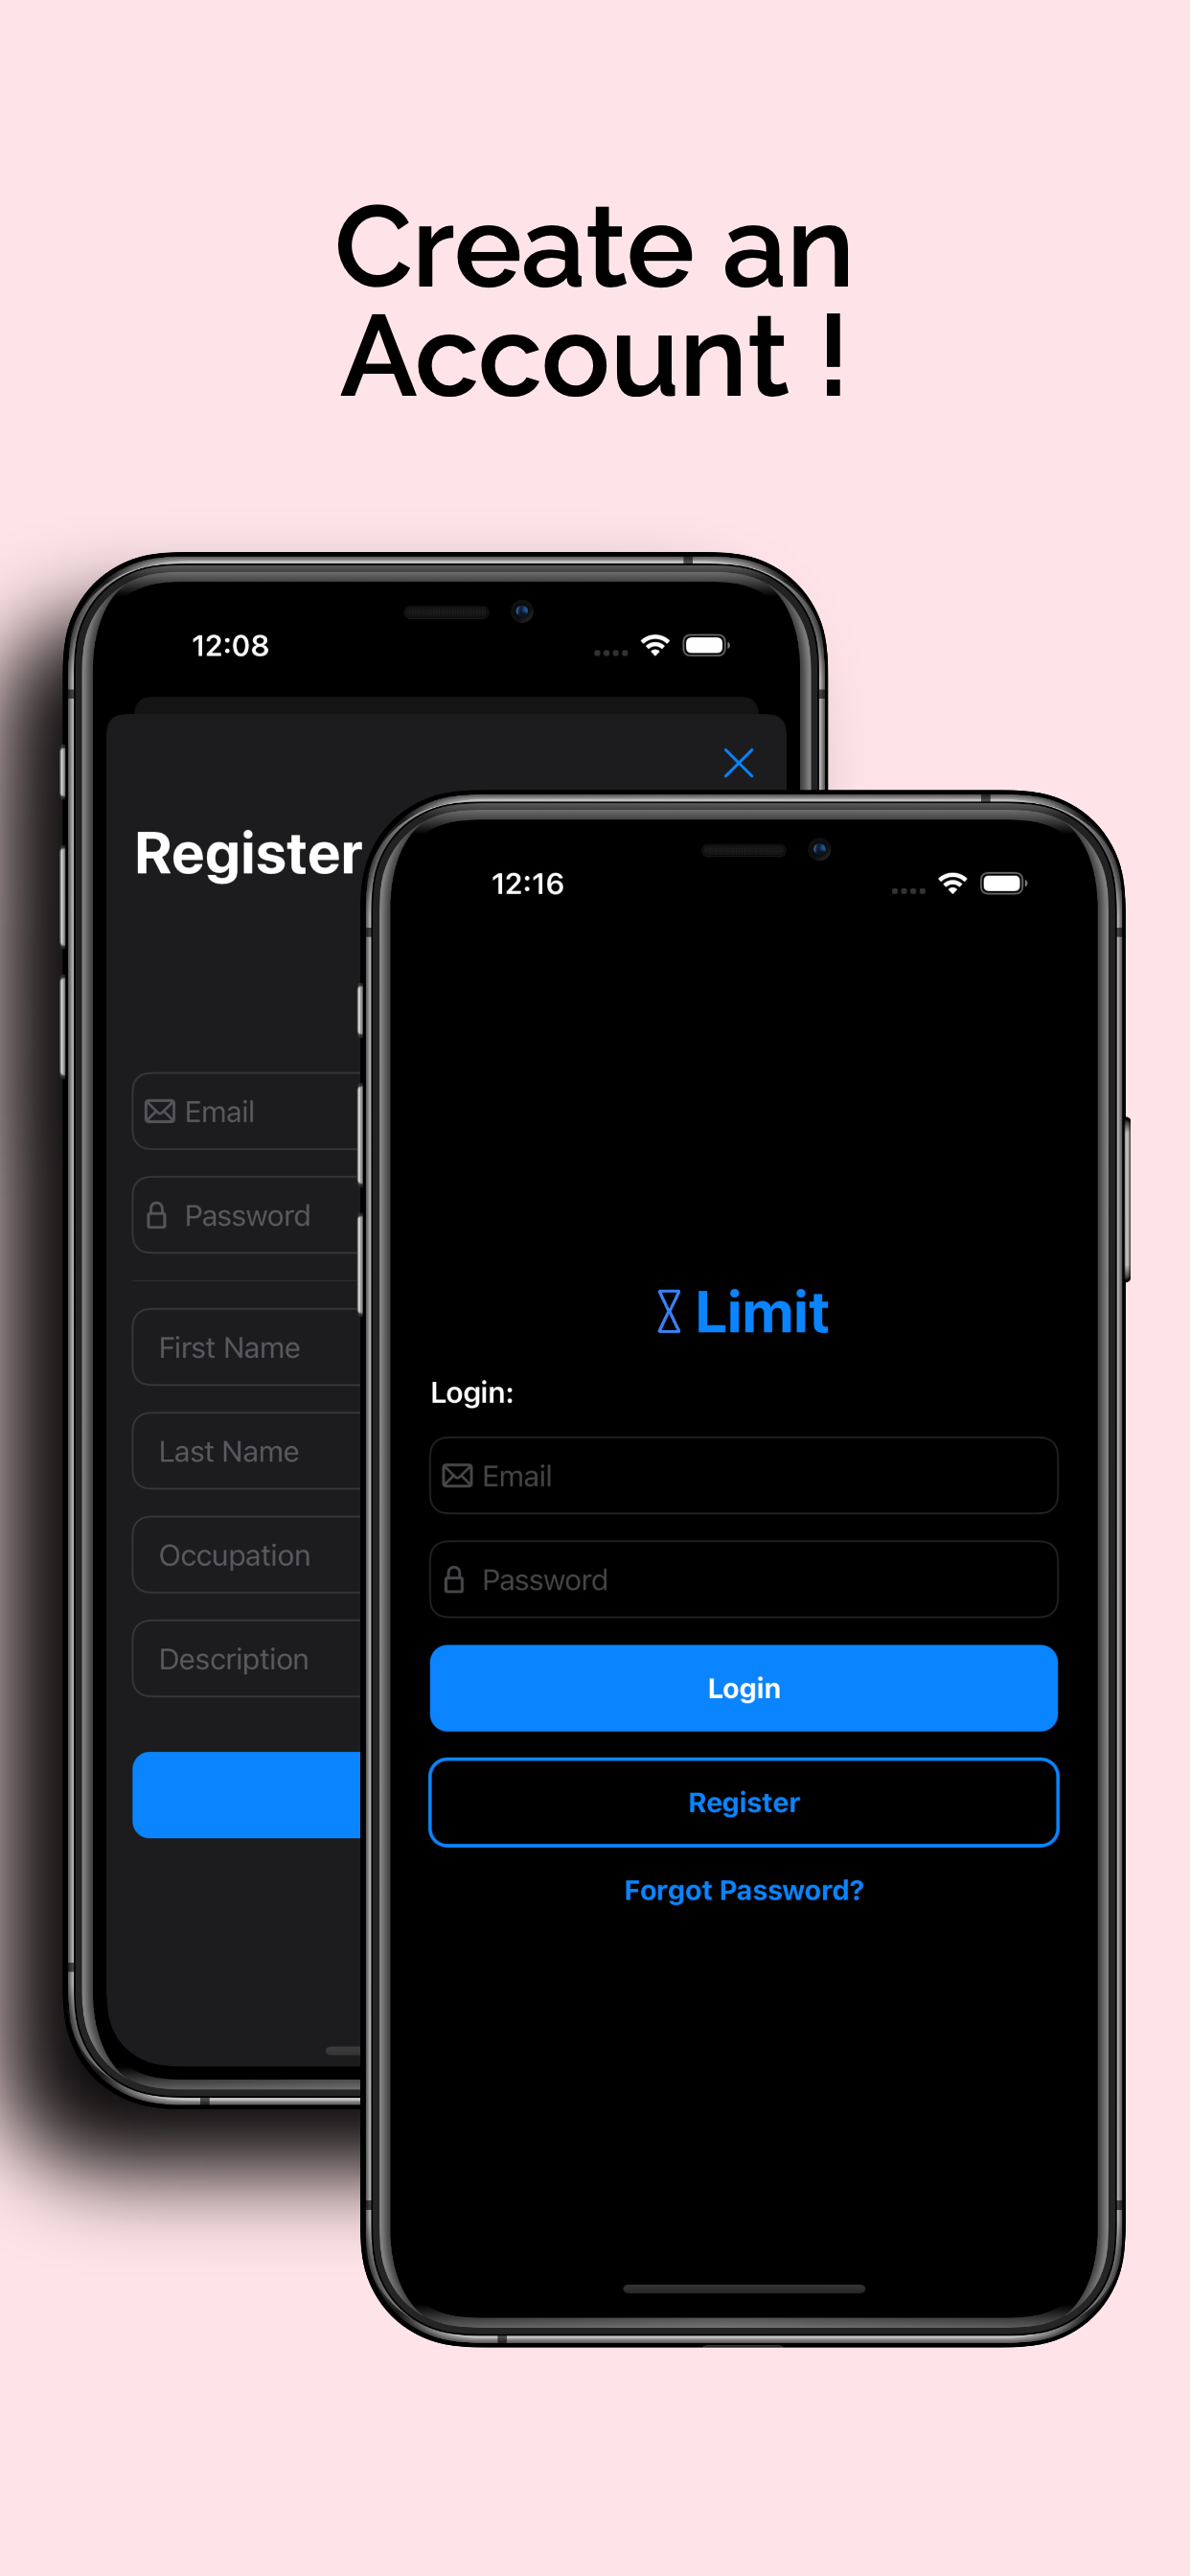 Create an
Account !
12:08
Register
Email
Password
First Name
Last Name
Occupation
Description
12:16
Limit
Login:
Email
Password
Login
Register
Forgot Password?